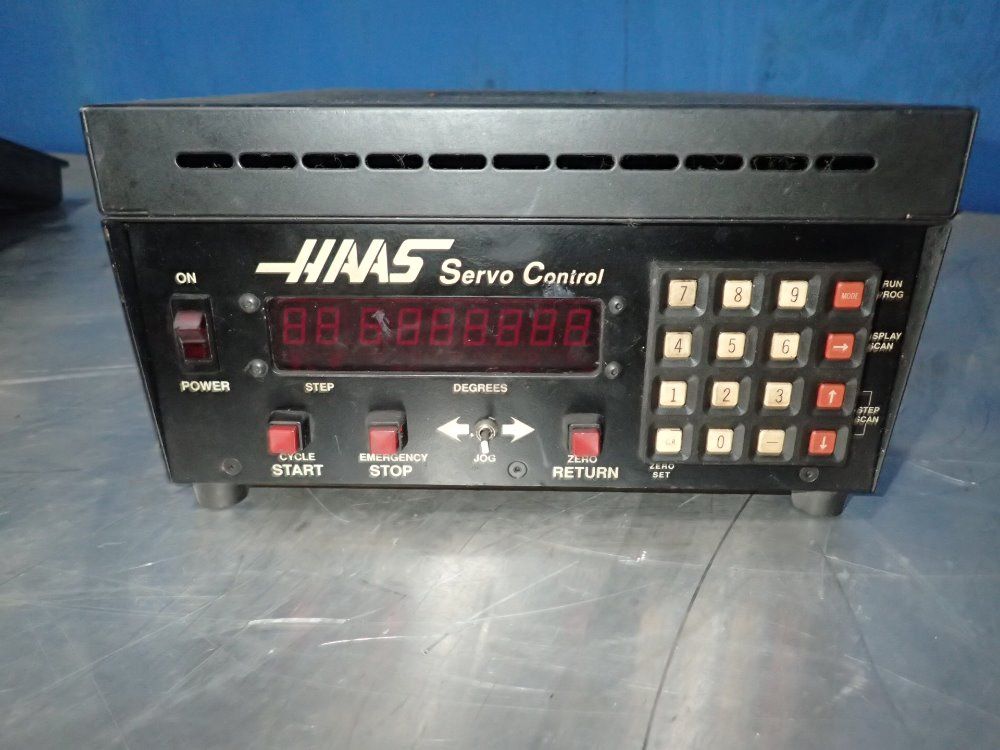 HAAS Servo Control
ON
POWER
STEP
DEGREES
CYCLE
START
EMERGENCY
STOP
JOG
ZERO
RETURN
7 8 9 MODE
4 5 6 →
1 2 3 ↑
0 — ↓
RUN
PROG
DISPLAY
SCAN
STEP
SCAN
ZERO
SET